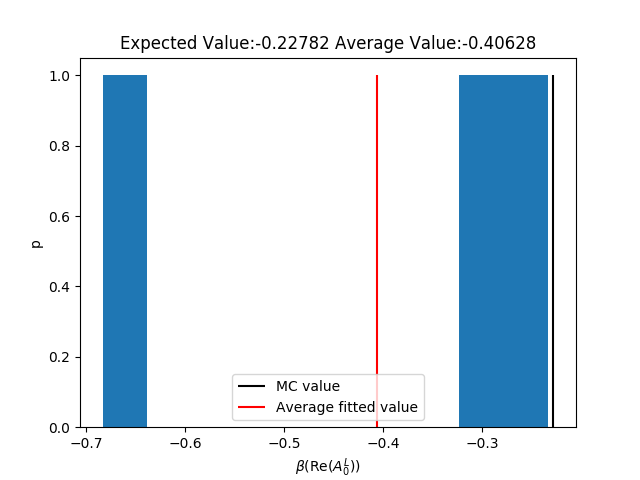 Expected Value:-0.22782 Average Value:-0.40628
1.0
0.8
0.6
0.4
0.2
0.0
p
MC value
Average fitted value
−0.7 −0.6 −0.5 −0.4 −0.3
β(Re(A₀ᴸ))